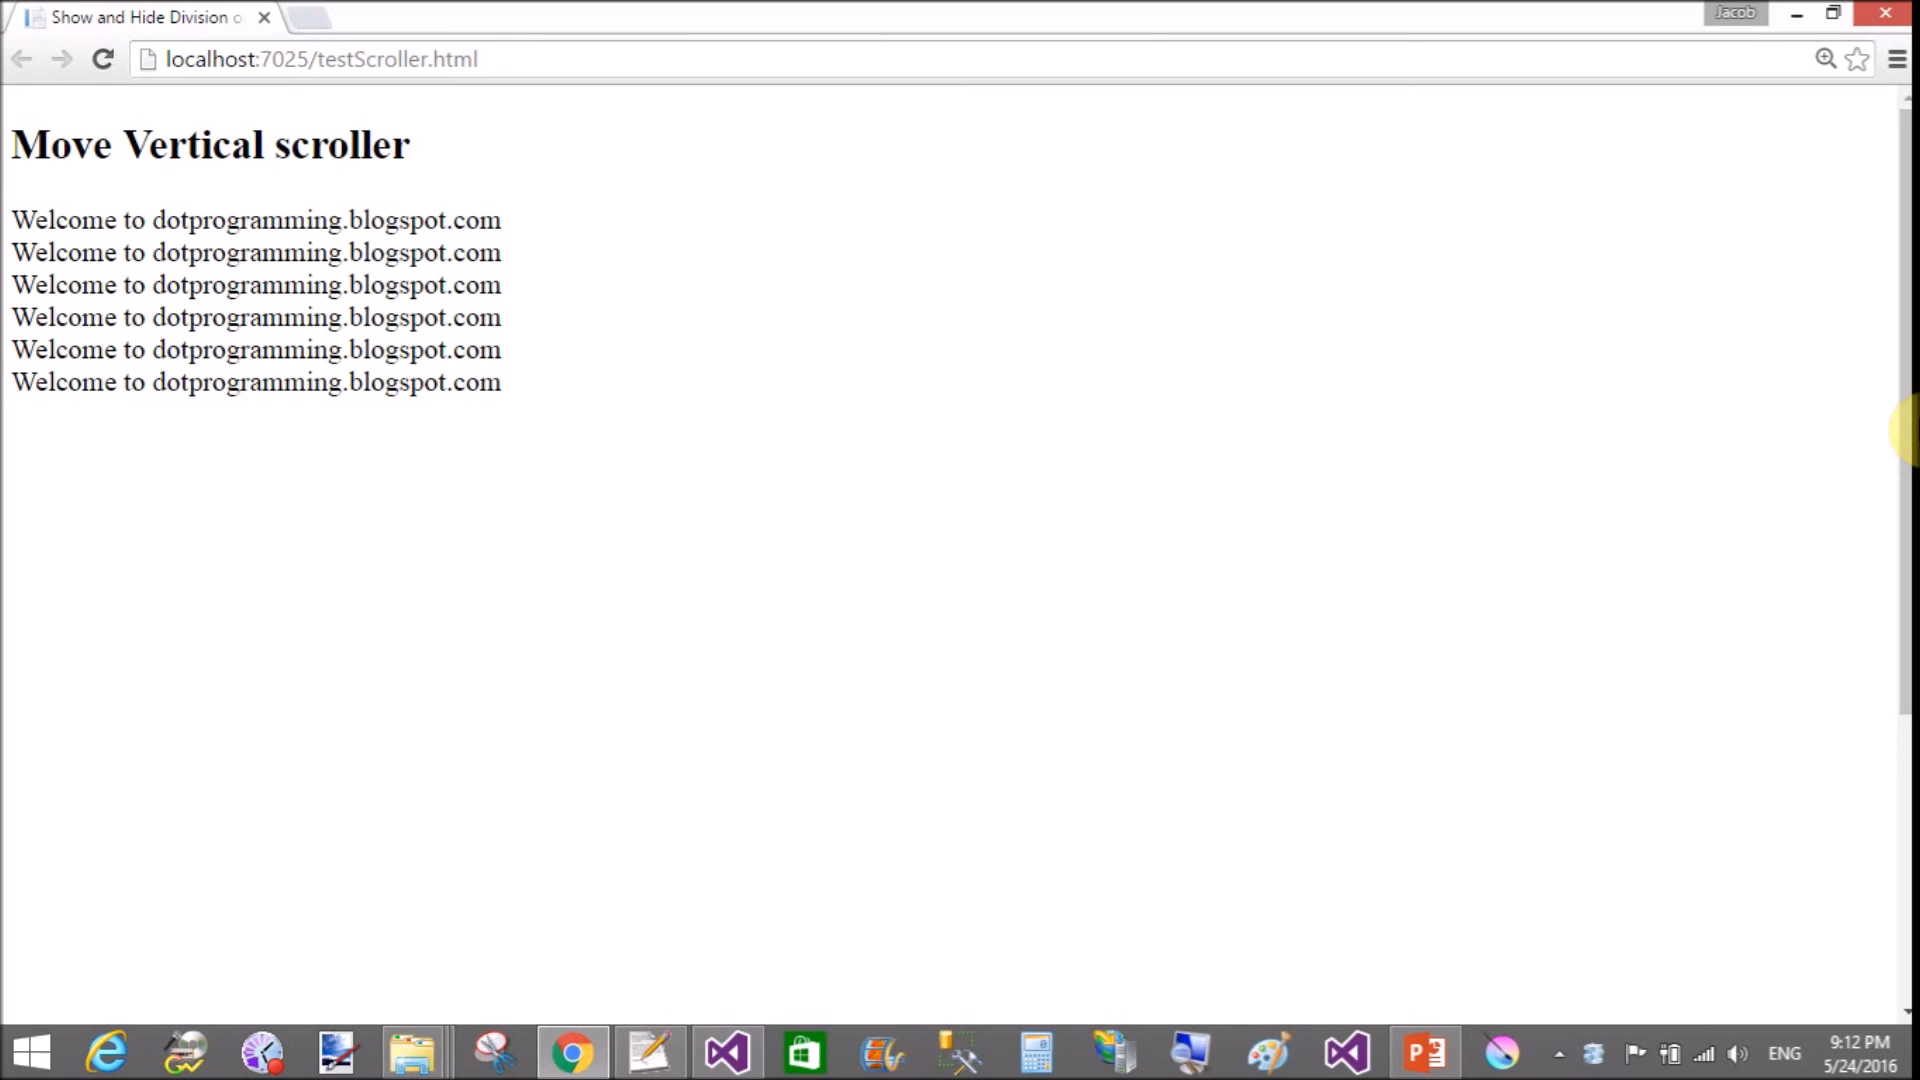 Show and Hide Division o
Jacob
localhost:7025/testScroller.html
Move Vertical scroller
Welcome to dotprogramming.blogspot.com
Welcome to dotprogramming.blogspot.com
Welcome to dotprogramming.blogspot.com
Welcome to dotprogramming.blogspot.com
Welcome to dotprogramming.blogspot.com
Welcome to dotprogramming.blogspot.com
ENG
9:12 PM
5/24/2016